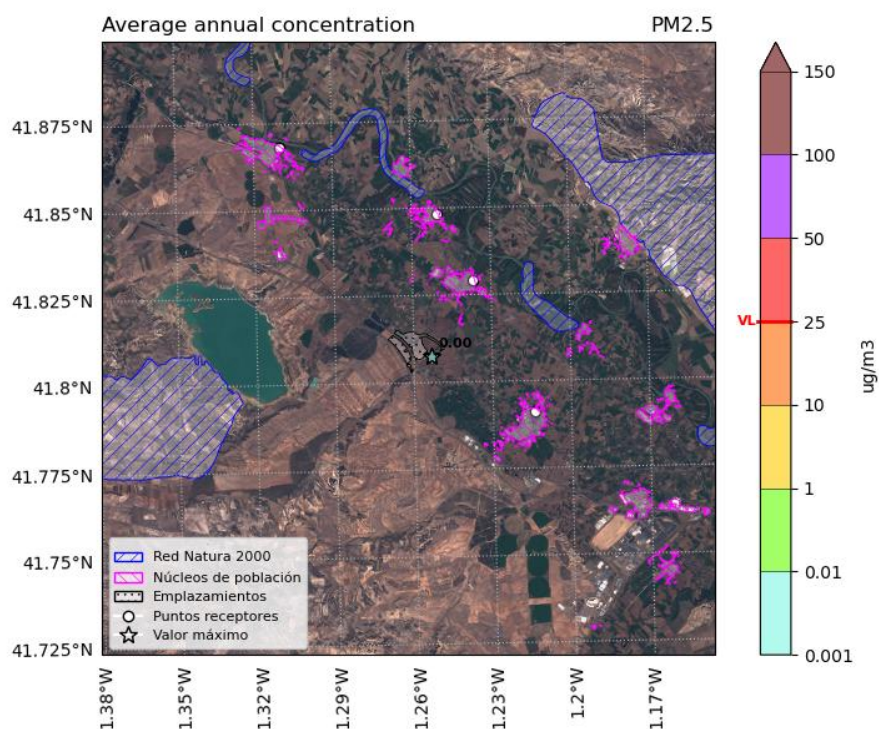 Average annual concentration PM2.5
41.875°N
41.85°N
41.825°N
41.8°N
41.775°N
41.75°N
41.725°N
0.00
Red Natura 2000
Núcleos de población
Emplazamientos
Puntos receptores
Valor máximo
1.38°W 1.35°W 1.32°W 1.29°W 1.26°W 1.23°W 1.2°W 1.17°W
150
100
50
VL 25
10
1
0.01
0.001
ug/m3